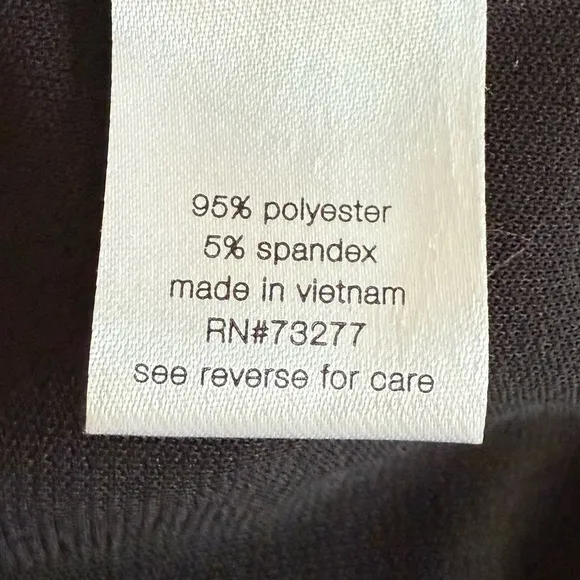 95% polyester
5% spandex
made in vietnam
RN#73277
see reverse for care